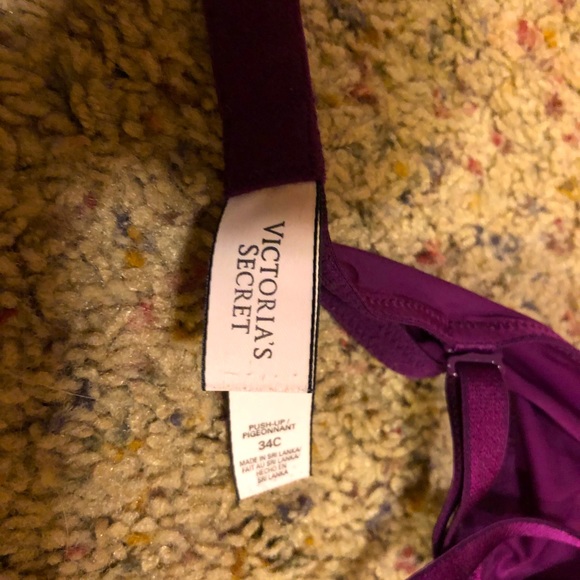 VICTORIA'S
SECRET
PUSH-UP /
PIGEONNANT
34C
MADE IN SRI LANKA/
FAIT AU SRI LANKA/
HECHO EN
SRI LANKA